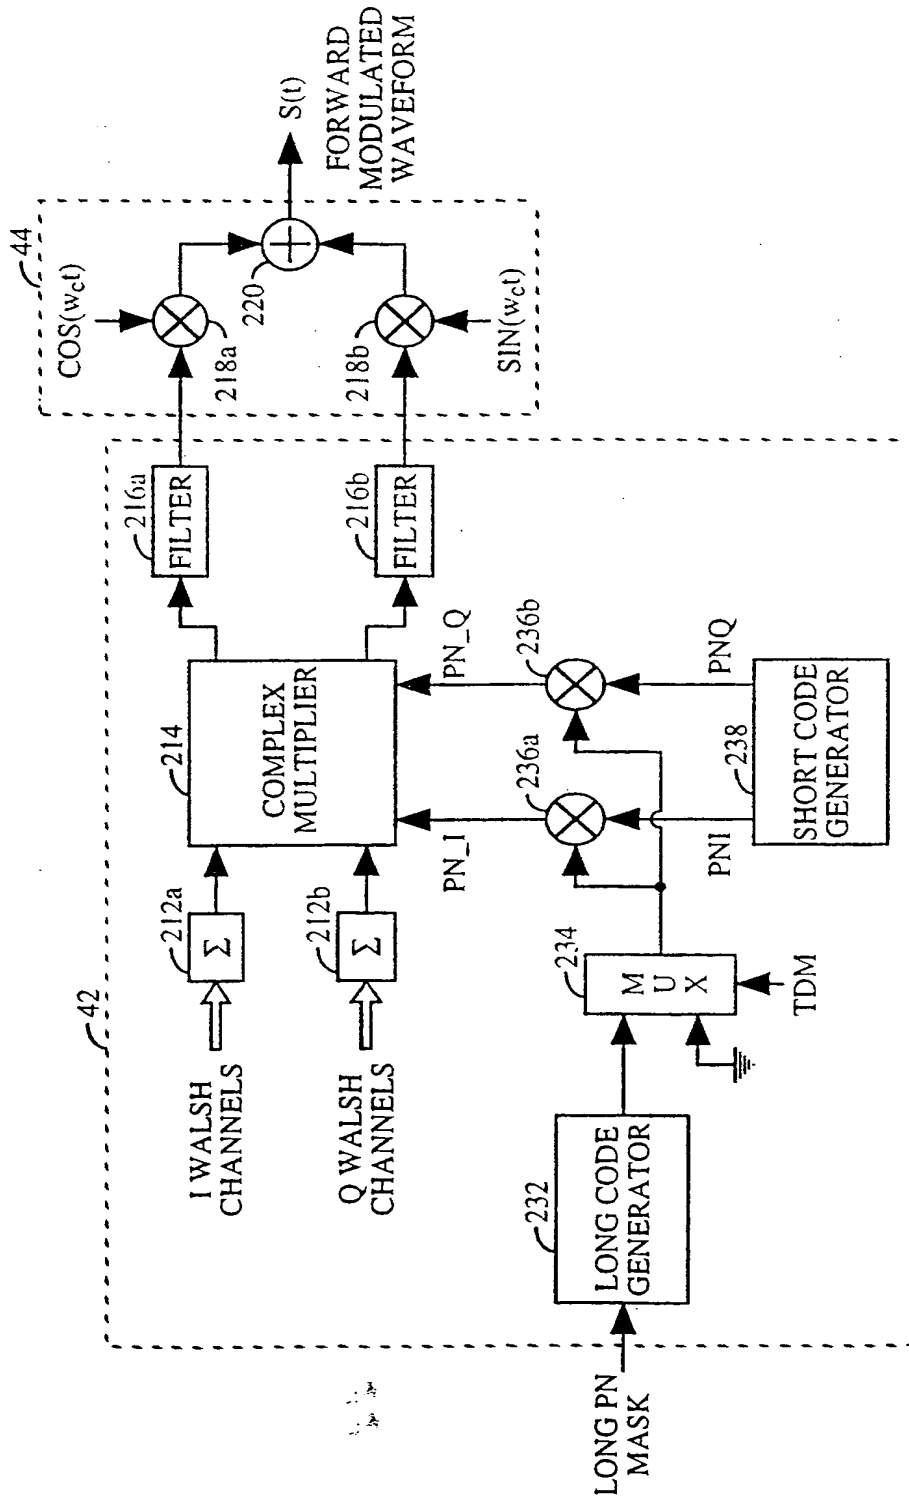 42
44
I WALSH
CHANNELS
212a
Σ
Q WALSH
CHANNELS
212b
Σ
214
COMPLEX
MULTIPLIER
216a
FILTER
216b
FILTER
COS(wct)
218a
220
218b
SIN(wct)
S(t)
FORWARD
MODULATED
WAVEFORM
PN_I
PN_Q
236a
236b
PNI
PNQ
LONG PN
MASK
232
LONG CODE
GENERATOR
234
M
U
X
TDM
238
SHORT CODE
GENERATOR